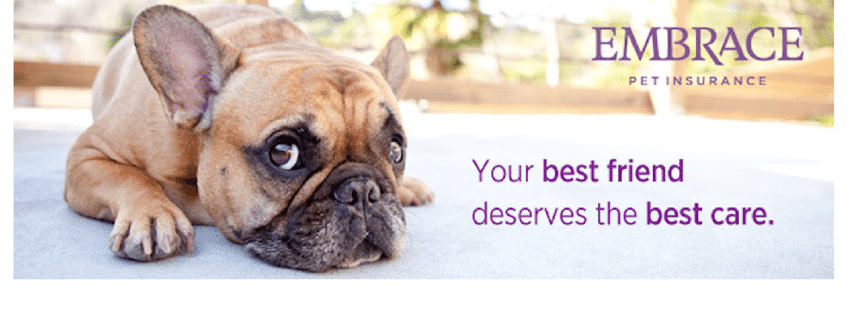 EMBRACE
PET INSURANCE
Your best friend
deserves the best care.